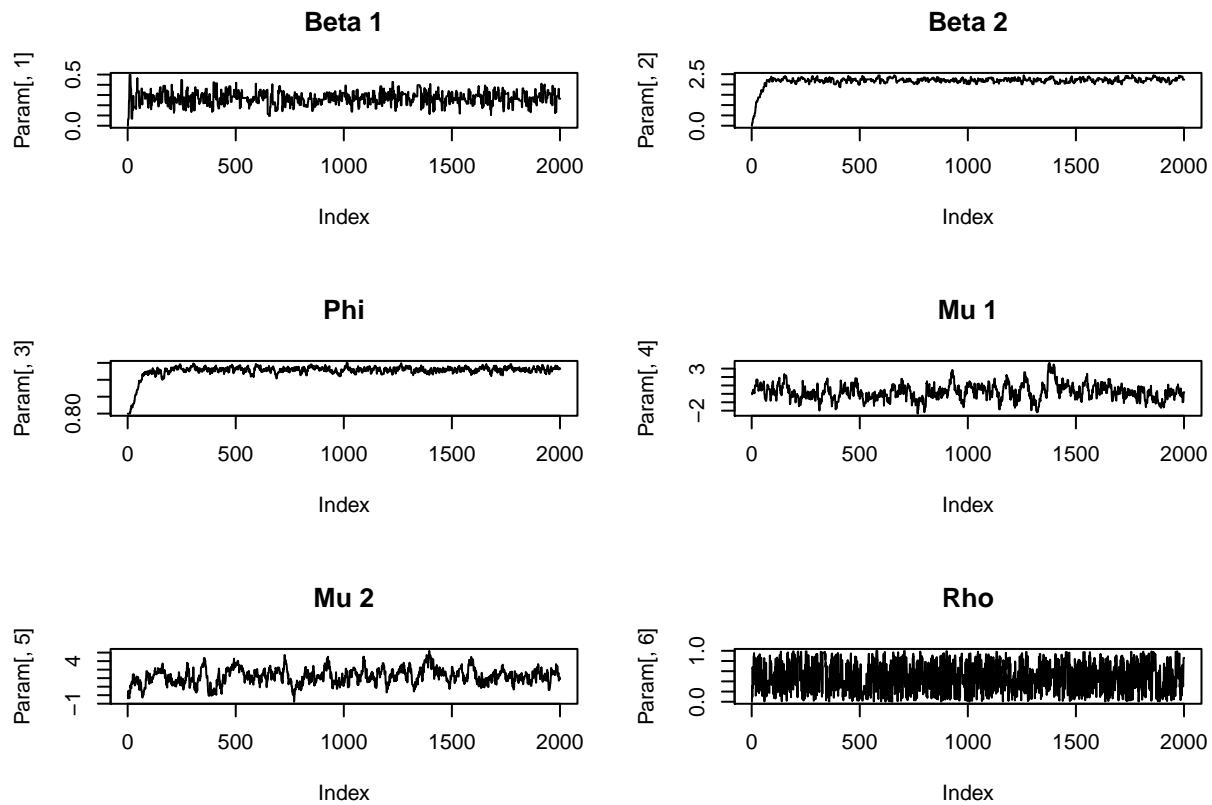 Beta 1
Param[, 1]
0.0 0.5
0 500 1000 1500 2000
Index
Beta 2
Param[, 2]
0.0 2.5
0 500 1000 1500 2000
Index
Phi
Param[, 3]
0.80
0 500 1000 1500 2000
Index
Mu 1
Param[, 4]
−2 3
0 500 1000 1500 2000
Index
Mu 2
Param[, 5]
−1 4
0 500 1000 1500 2000
Index
Rho
Param[, 6]
0.0 1.0
0 500 1000 1500 2000
Index